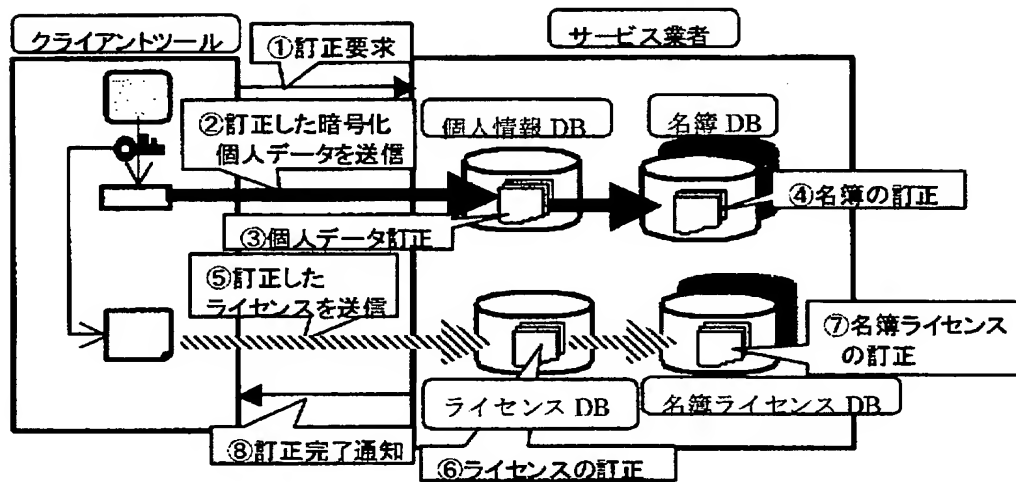 クライアントツール
サービス業者
①訂正要求
②訂正した暗号化
個人データを送信
個人情報 DB
名簿 DB
④名簿の訂正
③個人データ訂正
⑤訂正した
ライセンスを送信
⑦名簿ライセンス
の訂正
ライセンス DB
名簿ライセンス DB
⑧訂正完了通知
⑥ライセンスの訂正